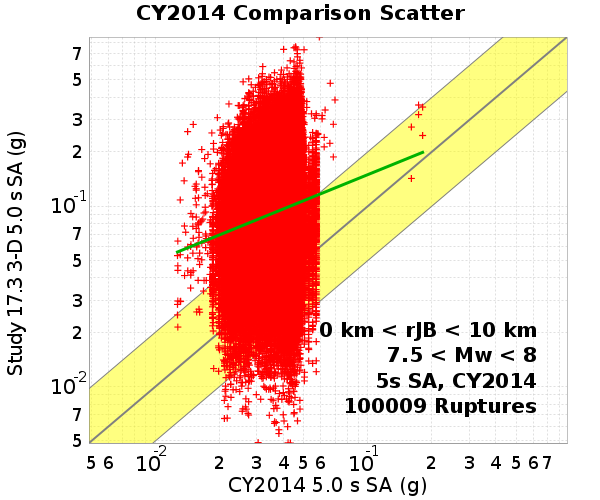 CY2014 Comparison Scatter
7
5
3
2
10-1
7
5
3
2
10-2
7
5
Study 17.3 3-D 5.0 s SA (g)
0 km < rJB < 10 km
7.5 < Mw < 8
5s SA, CY2014
100009 Ruptures
5 6 10-2 2 3 4 5 6 10-1 2 3 4 5 6 7
CY2014 5.0 s SA (g)